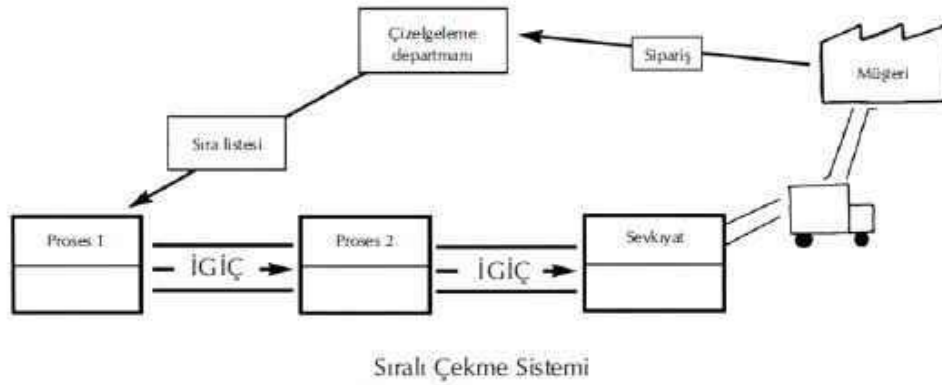 Çizelgeleme
departmanı
Sipariş
Müşteri
Sıra listesi
Proses 1
İGİÇ
Proses 2
İGİÇ
Sevkıyat
Sıralı Çekme Sistemi